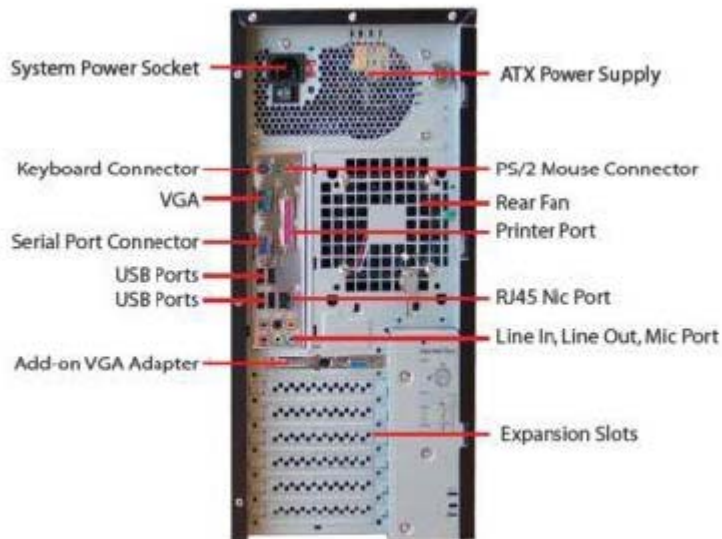 System Power Socket
ATX Power Supply
Keyboard Connector
PS/2 Mouse Connector
VGA
Rear Fan
Serial Port Connector
Printer Port
USB Ports
USB Ports
RJ45 Nic Port
Line In, Line Out, Mic Port
Add-on VGA Adapter
Expansion Slots